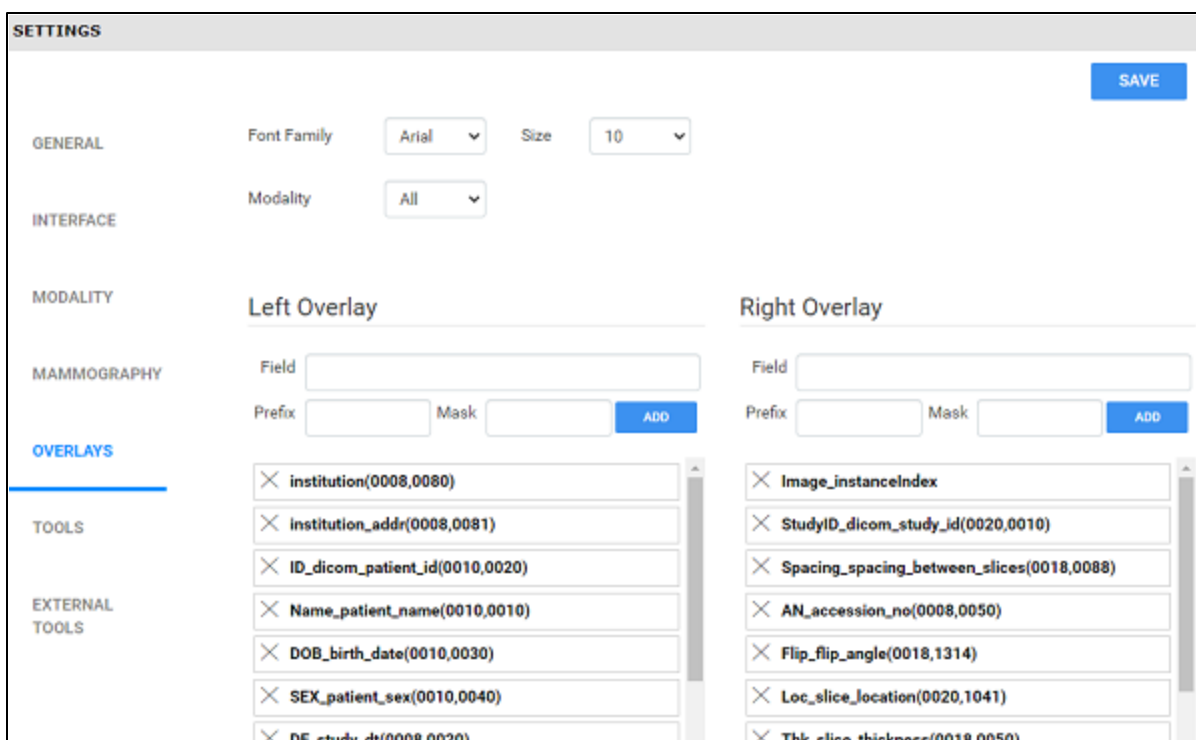 SETTINGS
SAVE
GENERAL
INTERFACE
MODALITY
MAMMOGRAPHY
OVERLAYS
TOOLS
EXTERNAL
TOOLS
Font Family Arial Size 10
Modality All
Left Overlay
Field
Prefix Mask ADD
institution(0008,0080)
institution_addr(0008,0081)
ID_dicom_patient_id(0010,0020)
Name_patient_name(0010,0010)
DOB_birth_date(0010,0030)
SEX_patient_sex(0010,0040)
Right Overlay
Field
Prefix Mask ADD
Image_instanceIndex
StudyID_dicom_study_id(0020,0010)
Spacing_spacing_between_slices(0018,0088)
AN_accession_no(0008,0050)
Flip_flip_angle(0018,1314)
Loc_slice_location(0020,1041)
Thk_slice_thickness(0018,0050)